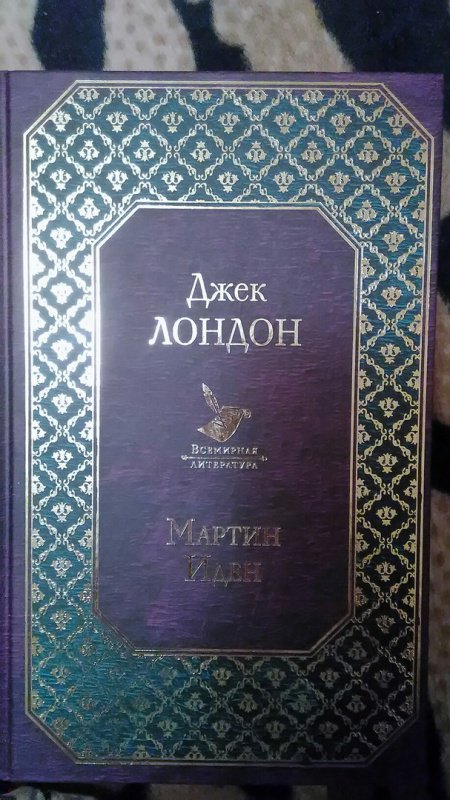 Джек
ЛОНДОН
Всемирная
литература
Мартин
Иден